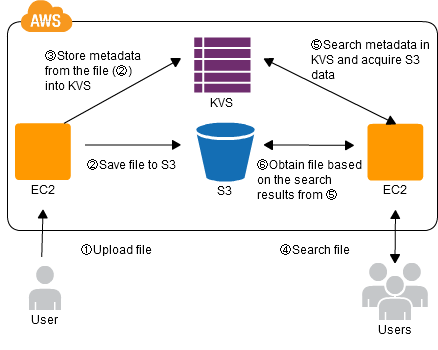 AWS
③Store metadata
from the file (②)
into KVS
KVS
⑤Search metadata in
KVS and acquire S3
data
EC2
②Save file to S3
S3
⑥Obtain file based
on the search
results from ⑤
EC2
①Upload file
④Search file
User
Users